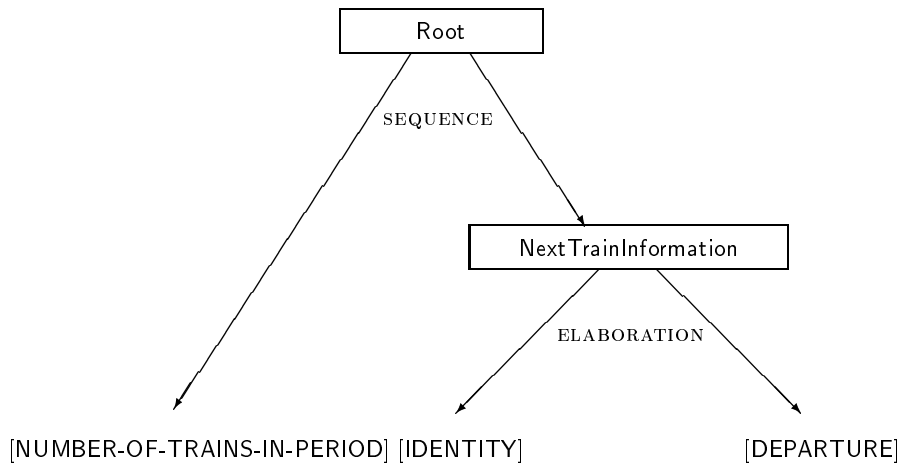 Root
SEQUENCE
NextTrainInformation
ELABORATION
[NUMBER-OF-TRAINS-IN-PERIOD] [IDENTITY] [DEPARTURE]